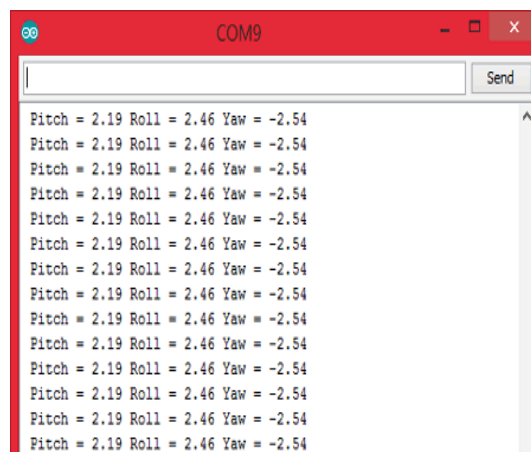 COM9
Send
Pitch = 2.19 Roll = 2.46 Yaw = -2.54
Pitch = 2.19 Roll = 2.46 Yaw = -2.54
Pitch = 2.19 Roll = 2.46 Yaw = -2.54
Pitch = 2.19 Roll = 2.46 Yaw = -2.54
Pitch = 2.19 Roll = 2.46 Yaw = -2.54
Pitch = 2.19 Roll = 2.46 Yaw = -2.54
Pitch = 2.19 Roll = 2.46 Yaw = -2.54
Pitch = 2.19 Roll = 2.46 Yaw = -2.54
Pitch = 2.19 Roll = 2.46 Yaw = -2.54
Pitch = 2.19 Roll = 2.46 Yaw = -2.54
Pitch = 2.19 Roll = 2.46 Yaw = -2.54
Pitch = 2.19 Roll = 2.46 Yaw = -2.54
Pitch = 2.19 Roll = 2.46 Yaw = -2.54
Pitch = 2.19 Roll = 2.46 Yaw = -2.54